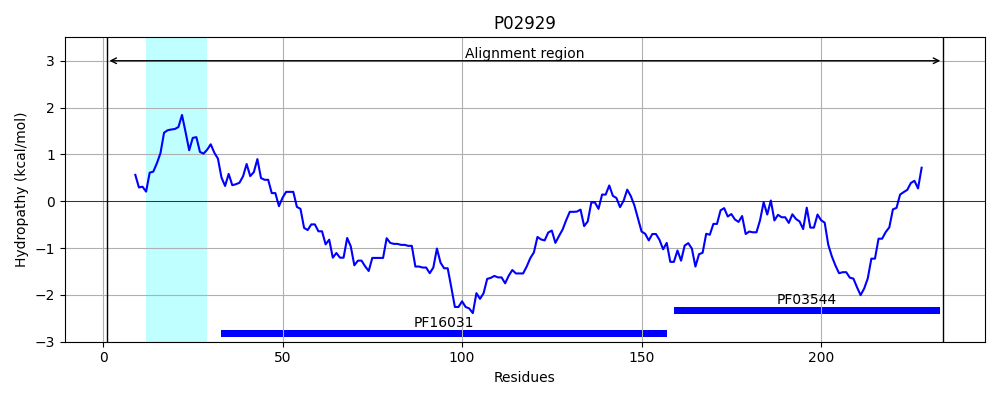 P02929
Alignment region
3
2
1
0
−1
−2
−3
Hydropathy (kcal/mol)
PF03544
PF16031
0
50
100
150
200
Residues